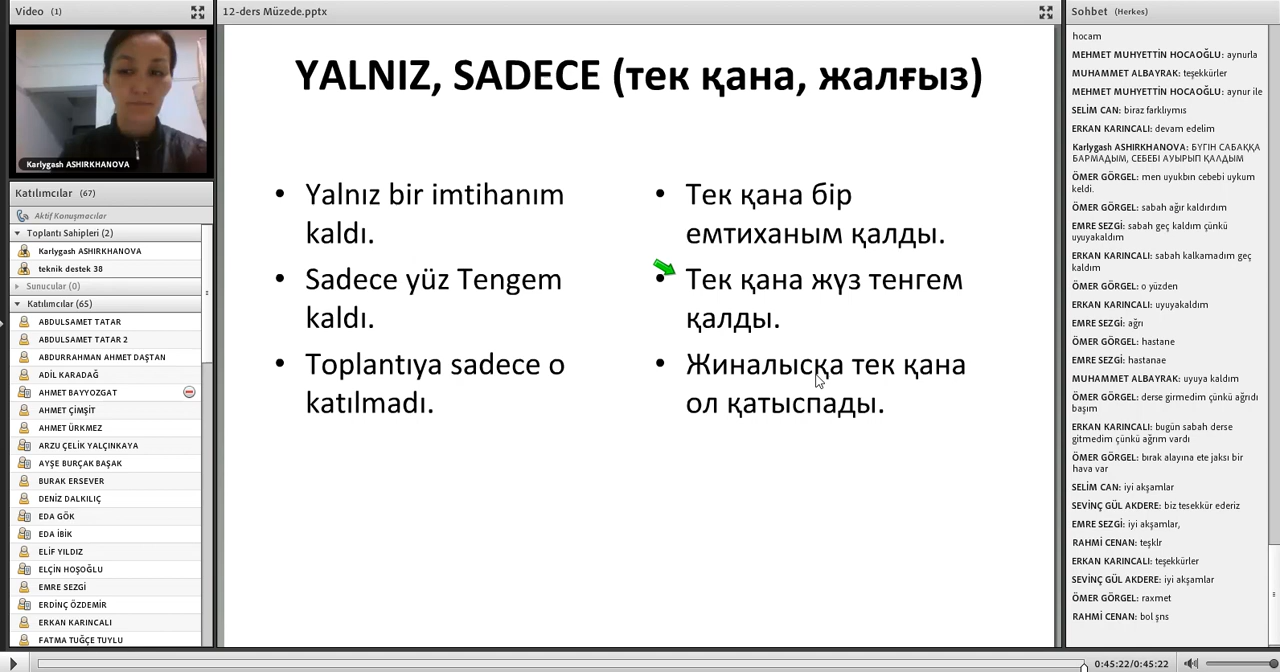 Video (1)
Karlygash ASHIRKHANOVA
Katılımcılar (67)
Aktif Konuşmacılar
Toplantı Sahipleri (2)
Karlygash ASHIRKHANOVA
teknik destek 38
Sunucular (0)
Katılımcılar (65)
ABDULSAMET TATAR
ABDULSAMET TATAR 2
ABDURRAHMAN AHMET DAŞTAN
ADİL KARADAĞ
AHMET BAYYOZGAT
AHMET ÇİMŞİT
AHMET ÜRKMEZ
ARZU ÇELİK YALÇINKAYA
AYŞE BURÇAK BAŞAK
BURAK ERSEVER
DENİZ DALKILIÇ
EDA GÖK
EDA İBİK
ELİF YILDIZ
ELÇİN HOŞOĞLU
EMRE SEZGİ
ERDİNÇ ÖZDEMİR
ERKAN KARINCALI
FATMA TUĞÇE TUYLU
12-ders Müzede.pptx
YALNIZ, SADECE (тек қана, жалғыз)
• Yalnız bir imtihanım
kaldı.
• Sadece yüz Tengem
kaldı.
• Toplantıya sadece o
katılmadı.
• Тек қана бір
емтиханым қалды.
• Тек қана жүз тенгем
қалды.
• Жиналысқа тек қана
ол қатыспады.
Sohbet (Herkes)
hocam
MEHMET MUHYETTİN HOCAOĞLU: aynurla
MUHAMMET ALBAYRAK: teşekkürler
MEHMET MUHYETTİN HOCAOĞLU: aynur ile
SELİM CAN: biraz farklıymıs
ERKAN KARINCALI: devam edelim
Karlygash ASHIRKHANOVA: БҮГІН САБАҚҚА
БАРМАДЫМ, СЕБЕБІ АУЫРЫП ҚАЛДЫМ
ÖMER GÖRGEL: men uyukbın cebebi uykum
keldi.
ÖMER GÖRGEL: sabah ağır kaldırdım
EMRE SEZGİ: sabah geç kaldım çünkü
uyuyakaldım
ERKAN KARINCALI: sabah kalkamadım geç
kaldım
ÖMER GÖRGEL: o yüzden
ERKAN KARINCALI: uyuyakaldım
EMRE SEZGİ: ağrı
ÖMER GÖRGEL: hastane
EMRE SEZGİ: hastanae
MUHAMMET ALBAYRAK: uyuya kaldım
ÖMER GÖRGEL: derse girmedim çünkü ağrıdı
başım
ERKAN KARINCALI: bugün sabah derse
gitmedim çünkü ağrım vardı
ÖMER GÖRGEL: bırak alayına ete jaksı bir
hava var
SELİM CAN: iyi akşamlar
SEVİNÇ GÜL AKDERE: biz tesekkür ederiz
EMRE SEZGİ: iyi akşamlar,
RAHMİ CENAN: teşklr
ERKAN KARINCALI: teşekkürler
SEVİNÇ GÜL AKDERE: iyi akşamlar
ÖMER GÖRGEL: raxmet
RAHMİ CENAN: bol şns
0:45:22/0:45:22